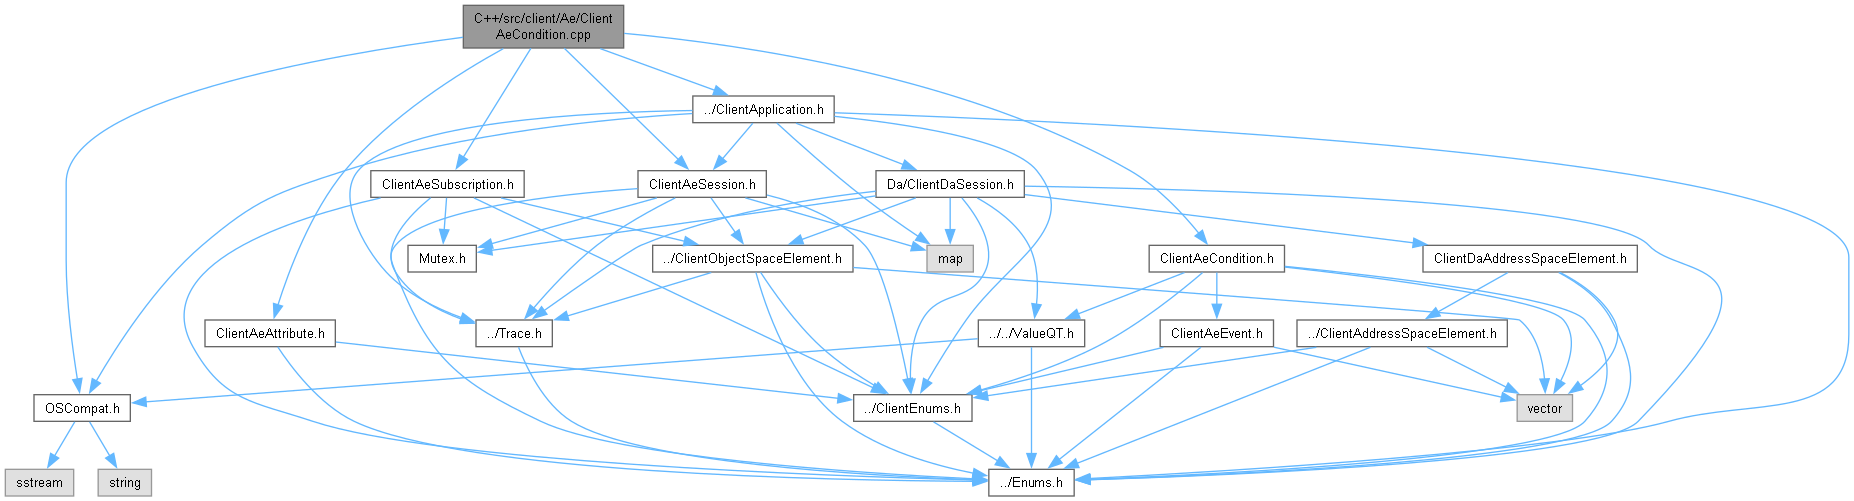 C++/src/client/Ae/Client
AeCondition.cpp
../ClientApplication.h
ClientAeSubscription.h
ClientAeSession.h
Da/ClientDaSession.h
Mutex.h
../ClientObjectSpaceElement.h
map
ClientAeCondition.h
ClientDaAddressSpaceElement.h
ClientAeAttribute.h
../Trace.h
../../ValueQT.h
ClientAeEvent.h
../ClientAddressSpaceElement.h
OSCompat.h
../ClientEnums.h
vector
sstream
string
../Enums.h